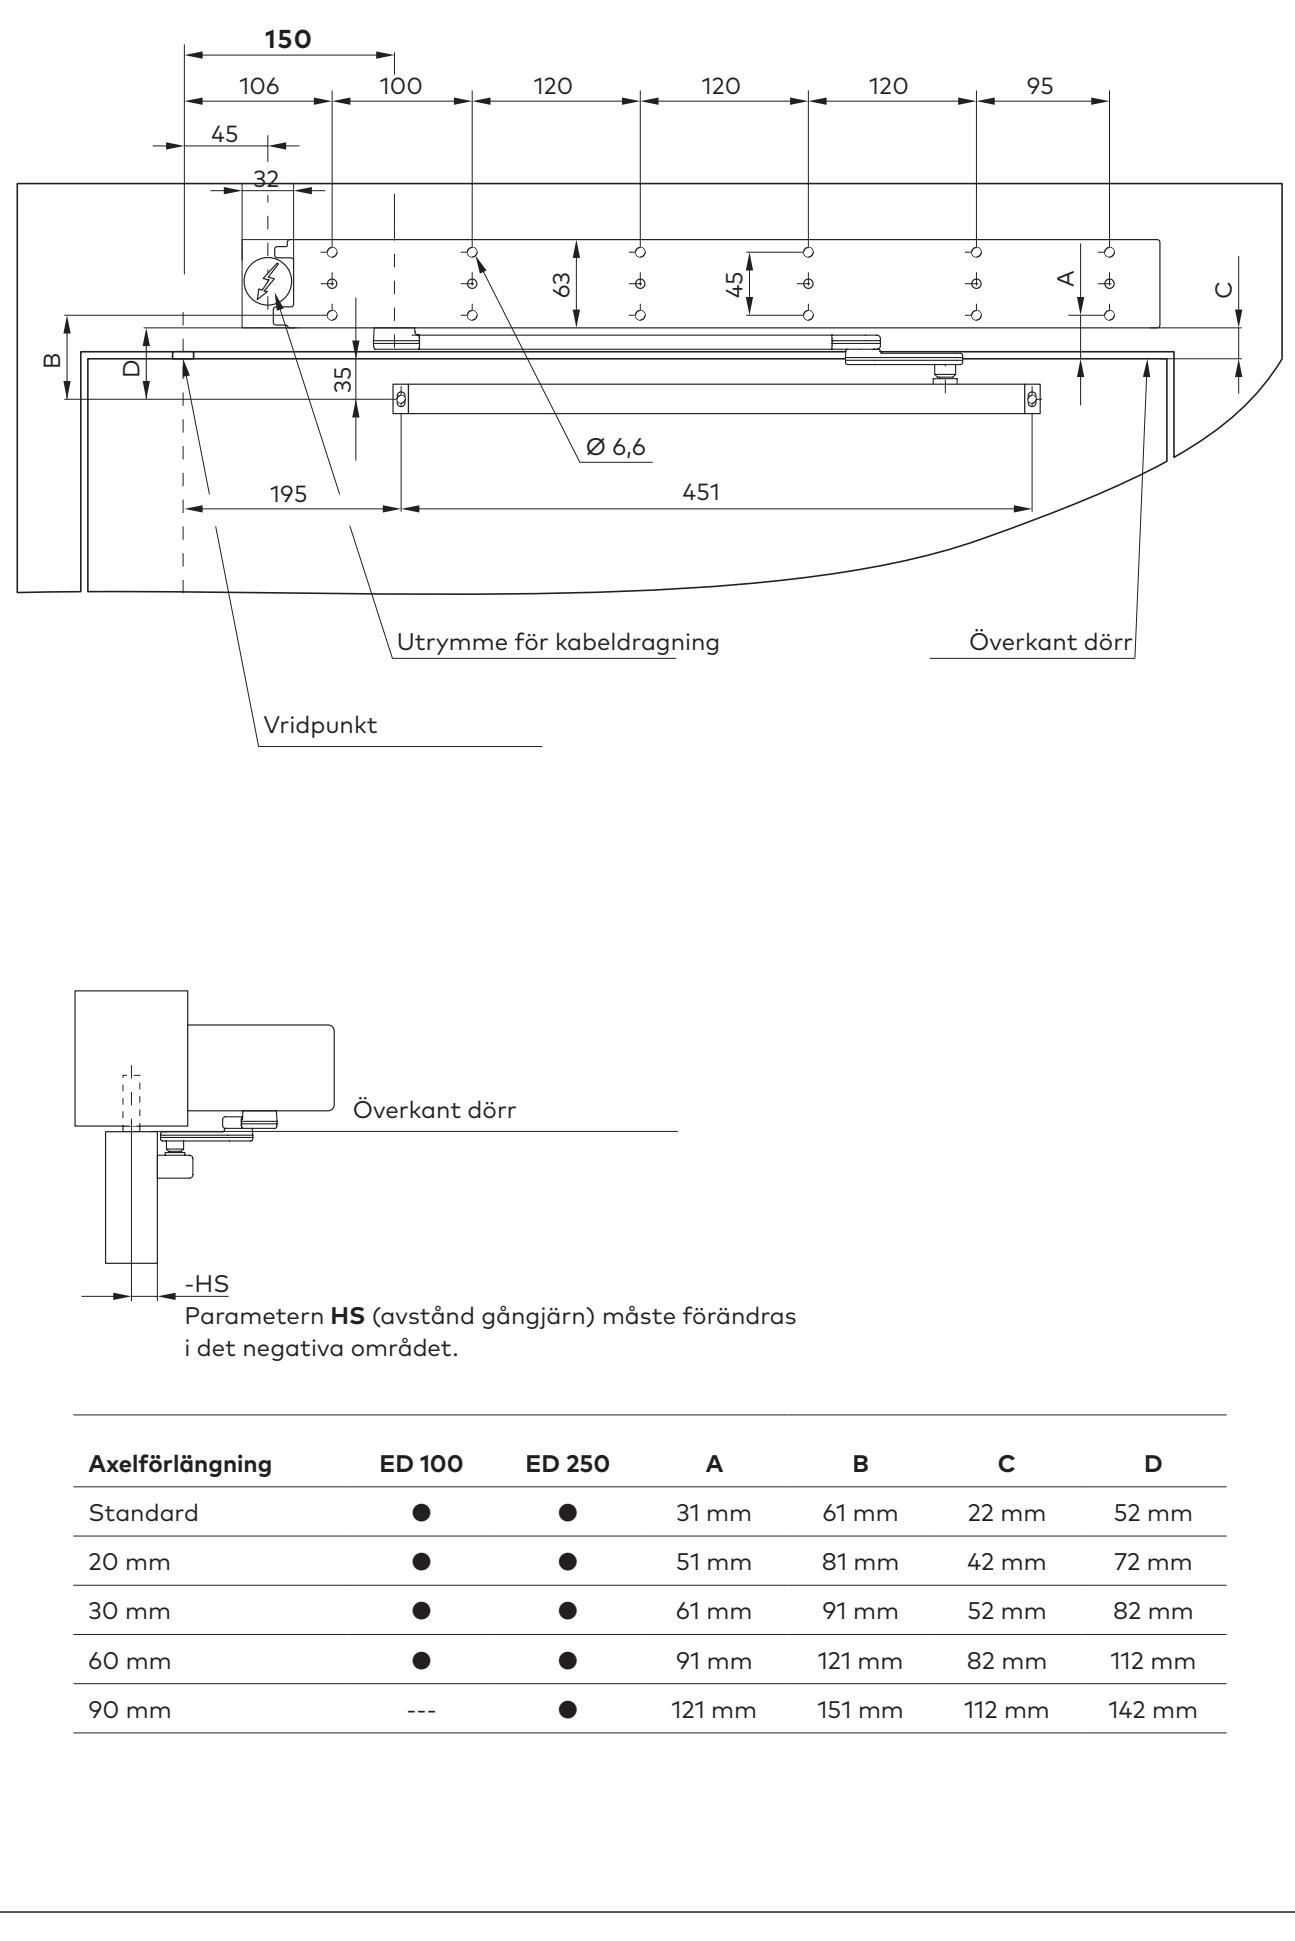 150
106 100 120 120 120 95
45
32
63
45
A
C
B
D
35
Ø 6,6
195
451
Utrymme för kabeldragning
Överkant dörr
Vridpunkt
Överkant dörr
-HS
Parametern HS (avstånd gångjärn) måste förändras
i det negativa området.
Axelförlängning ED 100 ED 250 A B C D
Standard ● ● 31 mm 61 mm 22 mm 52 mm
20 mm ● ● 51 mm 81 mm 42 mm 72 mm
30 mm ● ● 61 mm 91 mm 52 mm 82 mm
60 mm ● ● 91 mm 121 mm 82 mm 112 mm
90 mm --- ● 121 mm 151 mm 112 mm 142 mm